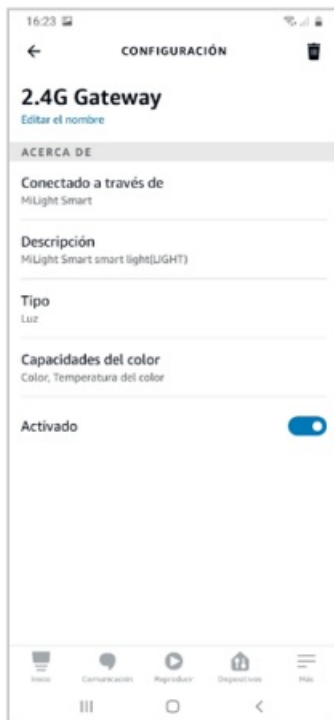 16:23
CONFIGURACIÓN
2.4G Gateway
Editar el nombre
ACERCA DE
Conectado a través de
MiLight Smart
Descripción
MiLight Smart smart light(LIGHT)
Tipo
Luz
Capacidades del color
Color, Temperatura del color
Activado
Inicio Comunicación Reproducir Dispositivos Más